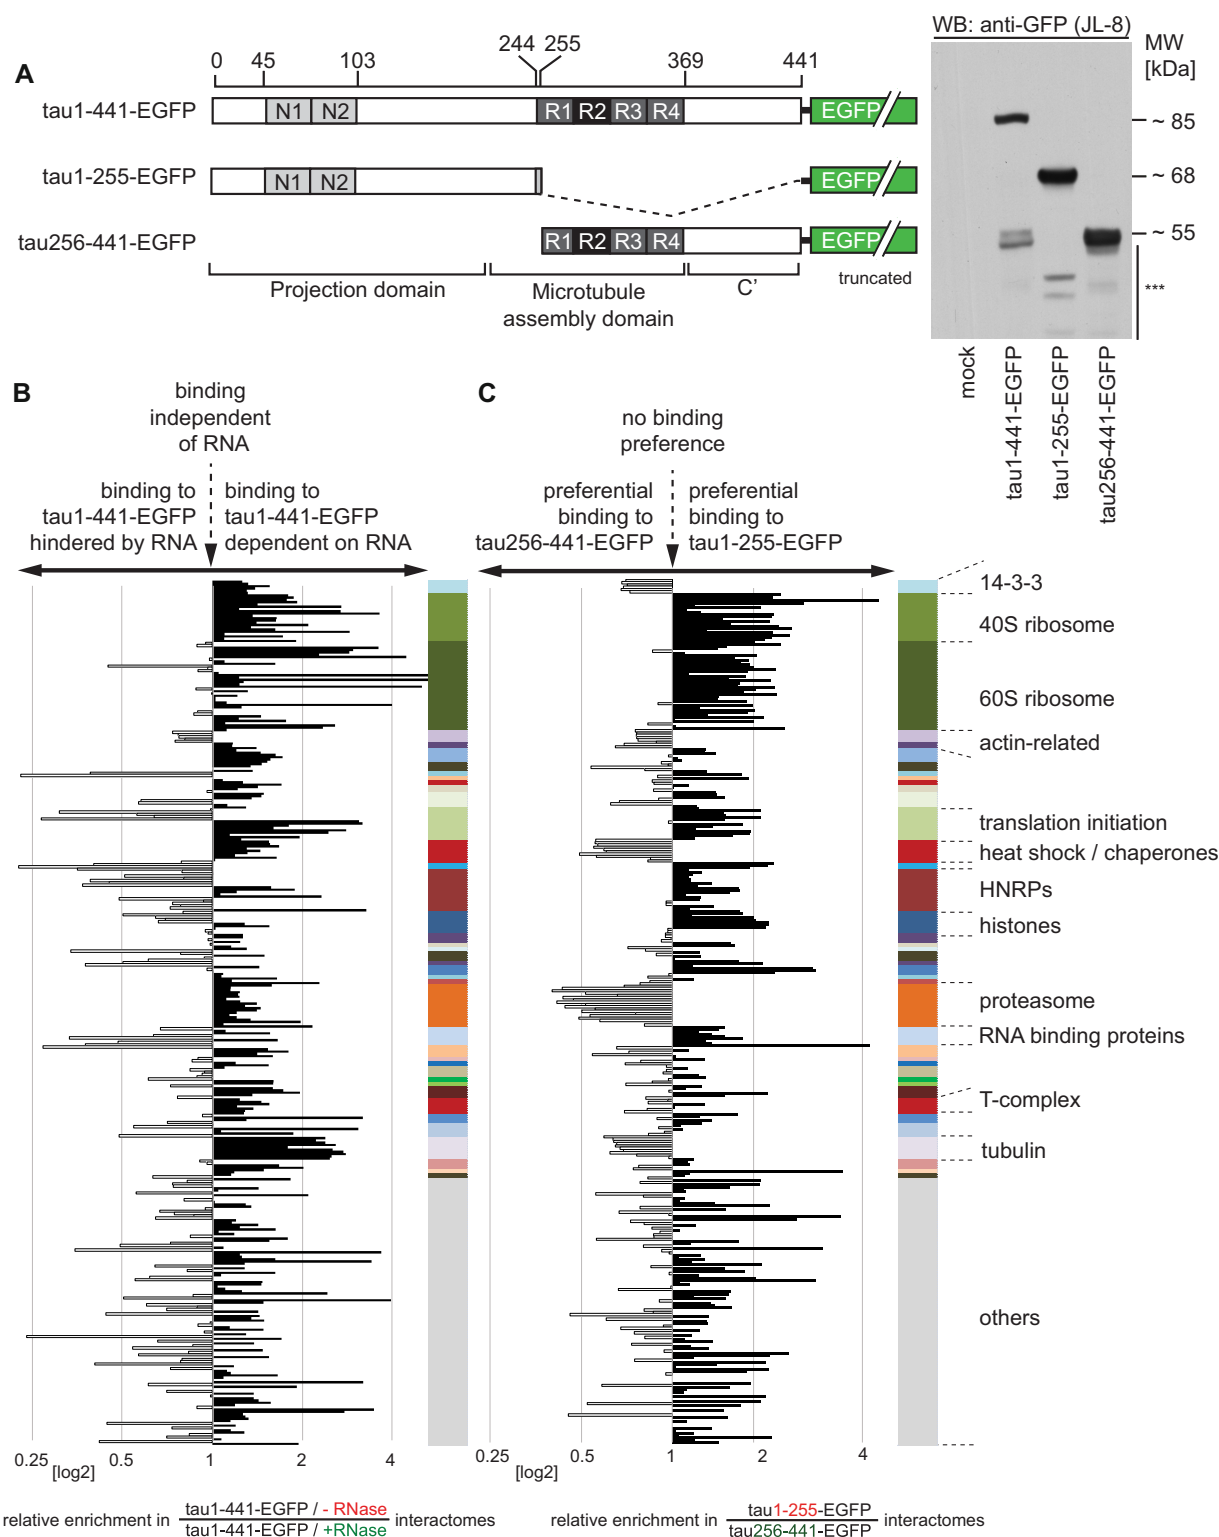 A
0 45 103 244 255 369 441
tau1-441-EGFP
N1 N2 R1 R2 R3 R4 EGFP
tau1-255-EGFP
N1 N2 EGFP
tau256-441-EGFP
R1 R2 R3 R4 EGFP
truncated
Projection domain
Microtubule
assembly domain
C'
WB: anti-GFP (JL-8)
MW
[kDa]
~ 85
~ 68
~ 55
***
mock
tau1-441-EGFP
tau1-255-EGFP
tau256-441-EGFP
B
binding
independent
of RNA
binding to
tau1-441-EGFP
hindered by RNA
binding to
tau1-441-EGFP
dependent on RNA
0.25 0.5 1 2 4
[log2]
relative enrichment in tau1-441-EGFP / - RNase
tau1-441-EGFP / +RNase interactomes
C
no binding
preference
preferential
binding to
tau256-441-EGFP
preferential
binding to
tau1-255-EGFP
14-3-3
40S ribosome
60S ribosome
actin-related
translation initiation
heat shock / chaperones
HNRPs
histones
proteasome
RNA binding proteins
T-complex
tubulin
others
0.25 0.5 1 2 4
[log2]
relative enrichment in tau1-255-EGFP
tau256-441-EGFP interactomes